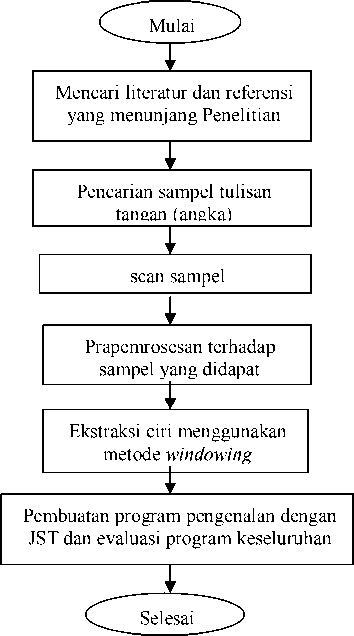 Mulai
Mencari literatur dan referensi
yang menunjang Penelitian
Pencarian sampel tulisan
tangan (angka)
scan sampel
Prapemrosesan terhadap
sampel yang didapat
Ekstraksi ciri menggunakan
metode windowing
Pembuatan program pengenalan dengan
JST dan evaluasi program keseluruhan
Selesai